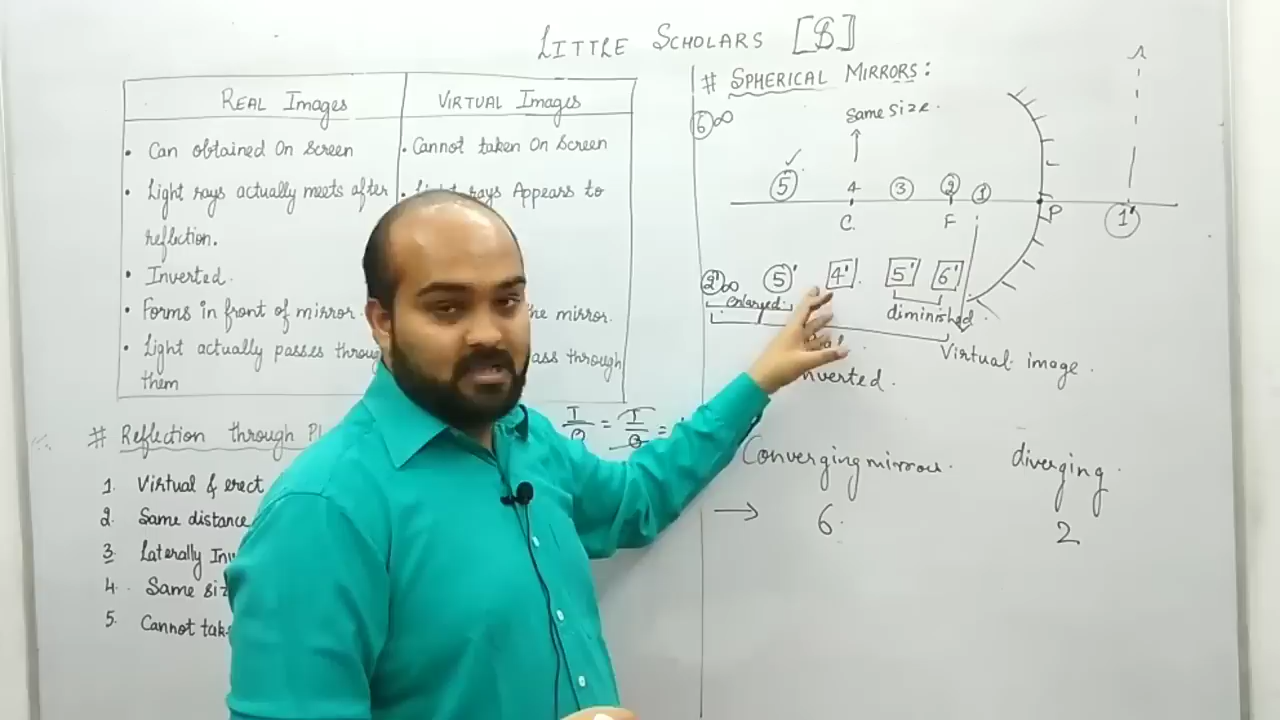 LITTLE SCHOLARS [$]
REAL Images
VIRTUAL Images
• Can obtained On Screen
• Cannot taken On Screen
• Light rays actually meets after
reflection.
• rays Appears to
• Inverted.
• Forms in front of mirror.
the mirror.
• Light actually passes throug
them
ass through
# Reflection through Pl
1. Virtual & erect
2. Same distance
3 Laterally Inv
4. Same siz
5. Cannot tak
I/O = I/O =
# SPHERICAL MIRRORS:
6 ∞
Same size.
5 4 3 2 1
C. F P 1'
2' ∞ 5' 4' 5' 6'
enlarged. diminished.
Virtual image.
nverted.
Converging mirror. diverging.
→ 6. 2